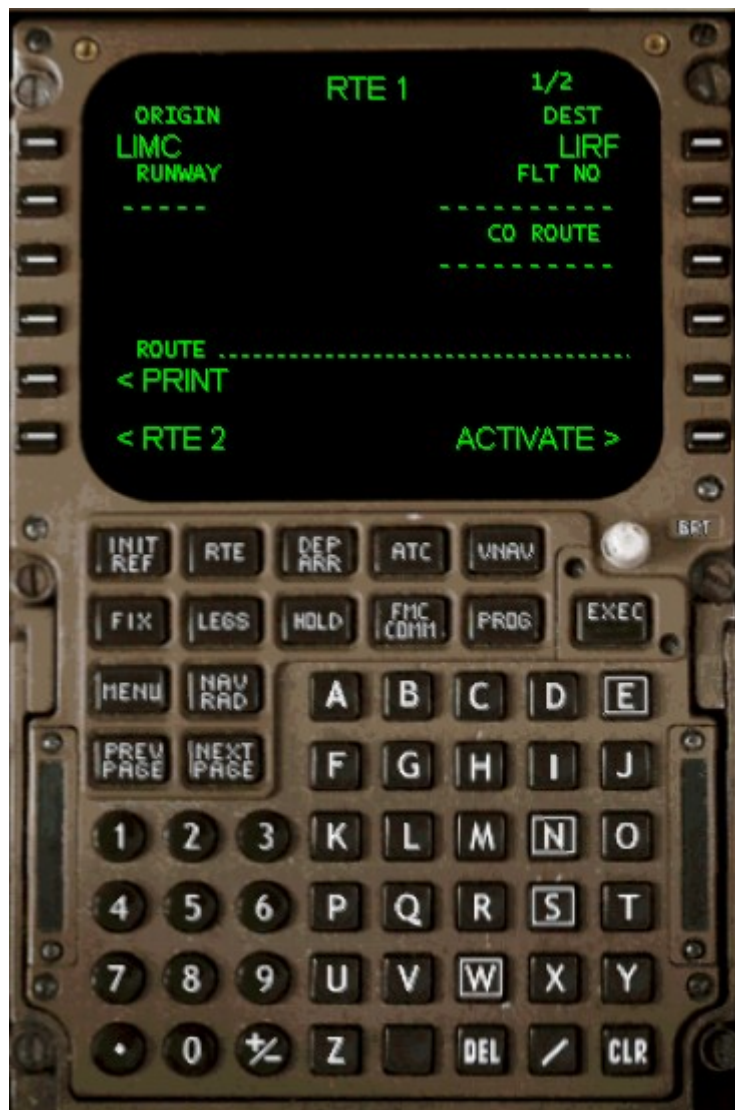 RTE 1 1/2
ORIGIN DEST
LIMC LIRF
RUNWAY FLT NO
----- ----------
CO ROUTE
----------
ROUTE ----------------------------------
< PRINT
< RTE 2 ACTIVATE >
BRT
INIT REF RTE DEP ARR ATC VNAV
FIX LEGS HOLD FMC COMM PROG EXEC
MENU NAV RAD A B C D E
PREV PAGE NEXT PAGE F G H I J
1 2 3 K L M N O
4 5 6 P Q R S T
7 8 9 U V W X Y
. 0 +/- Z DEL / CLR